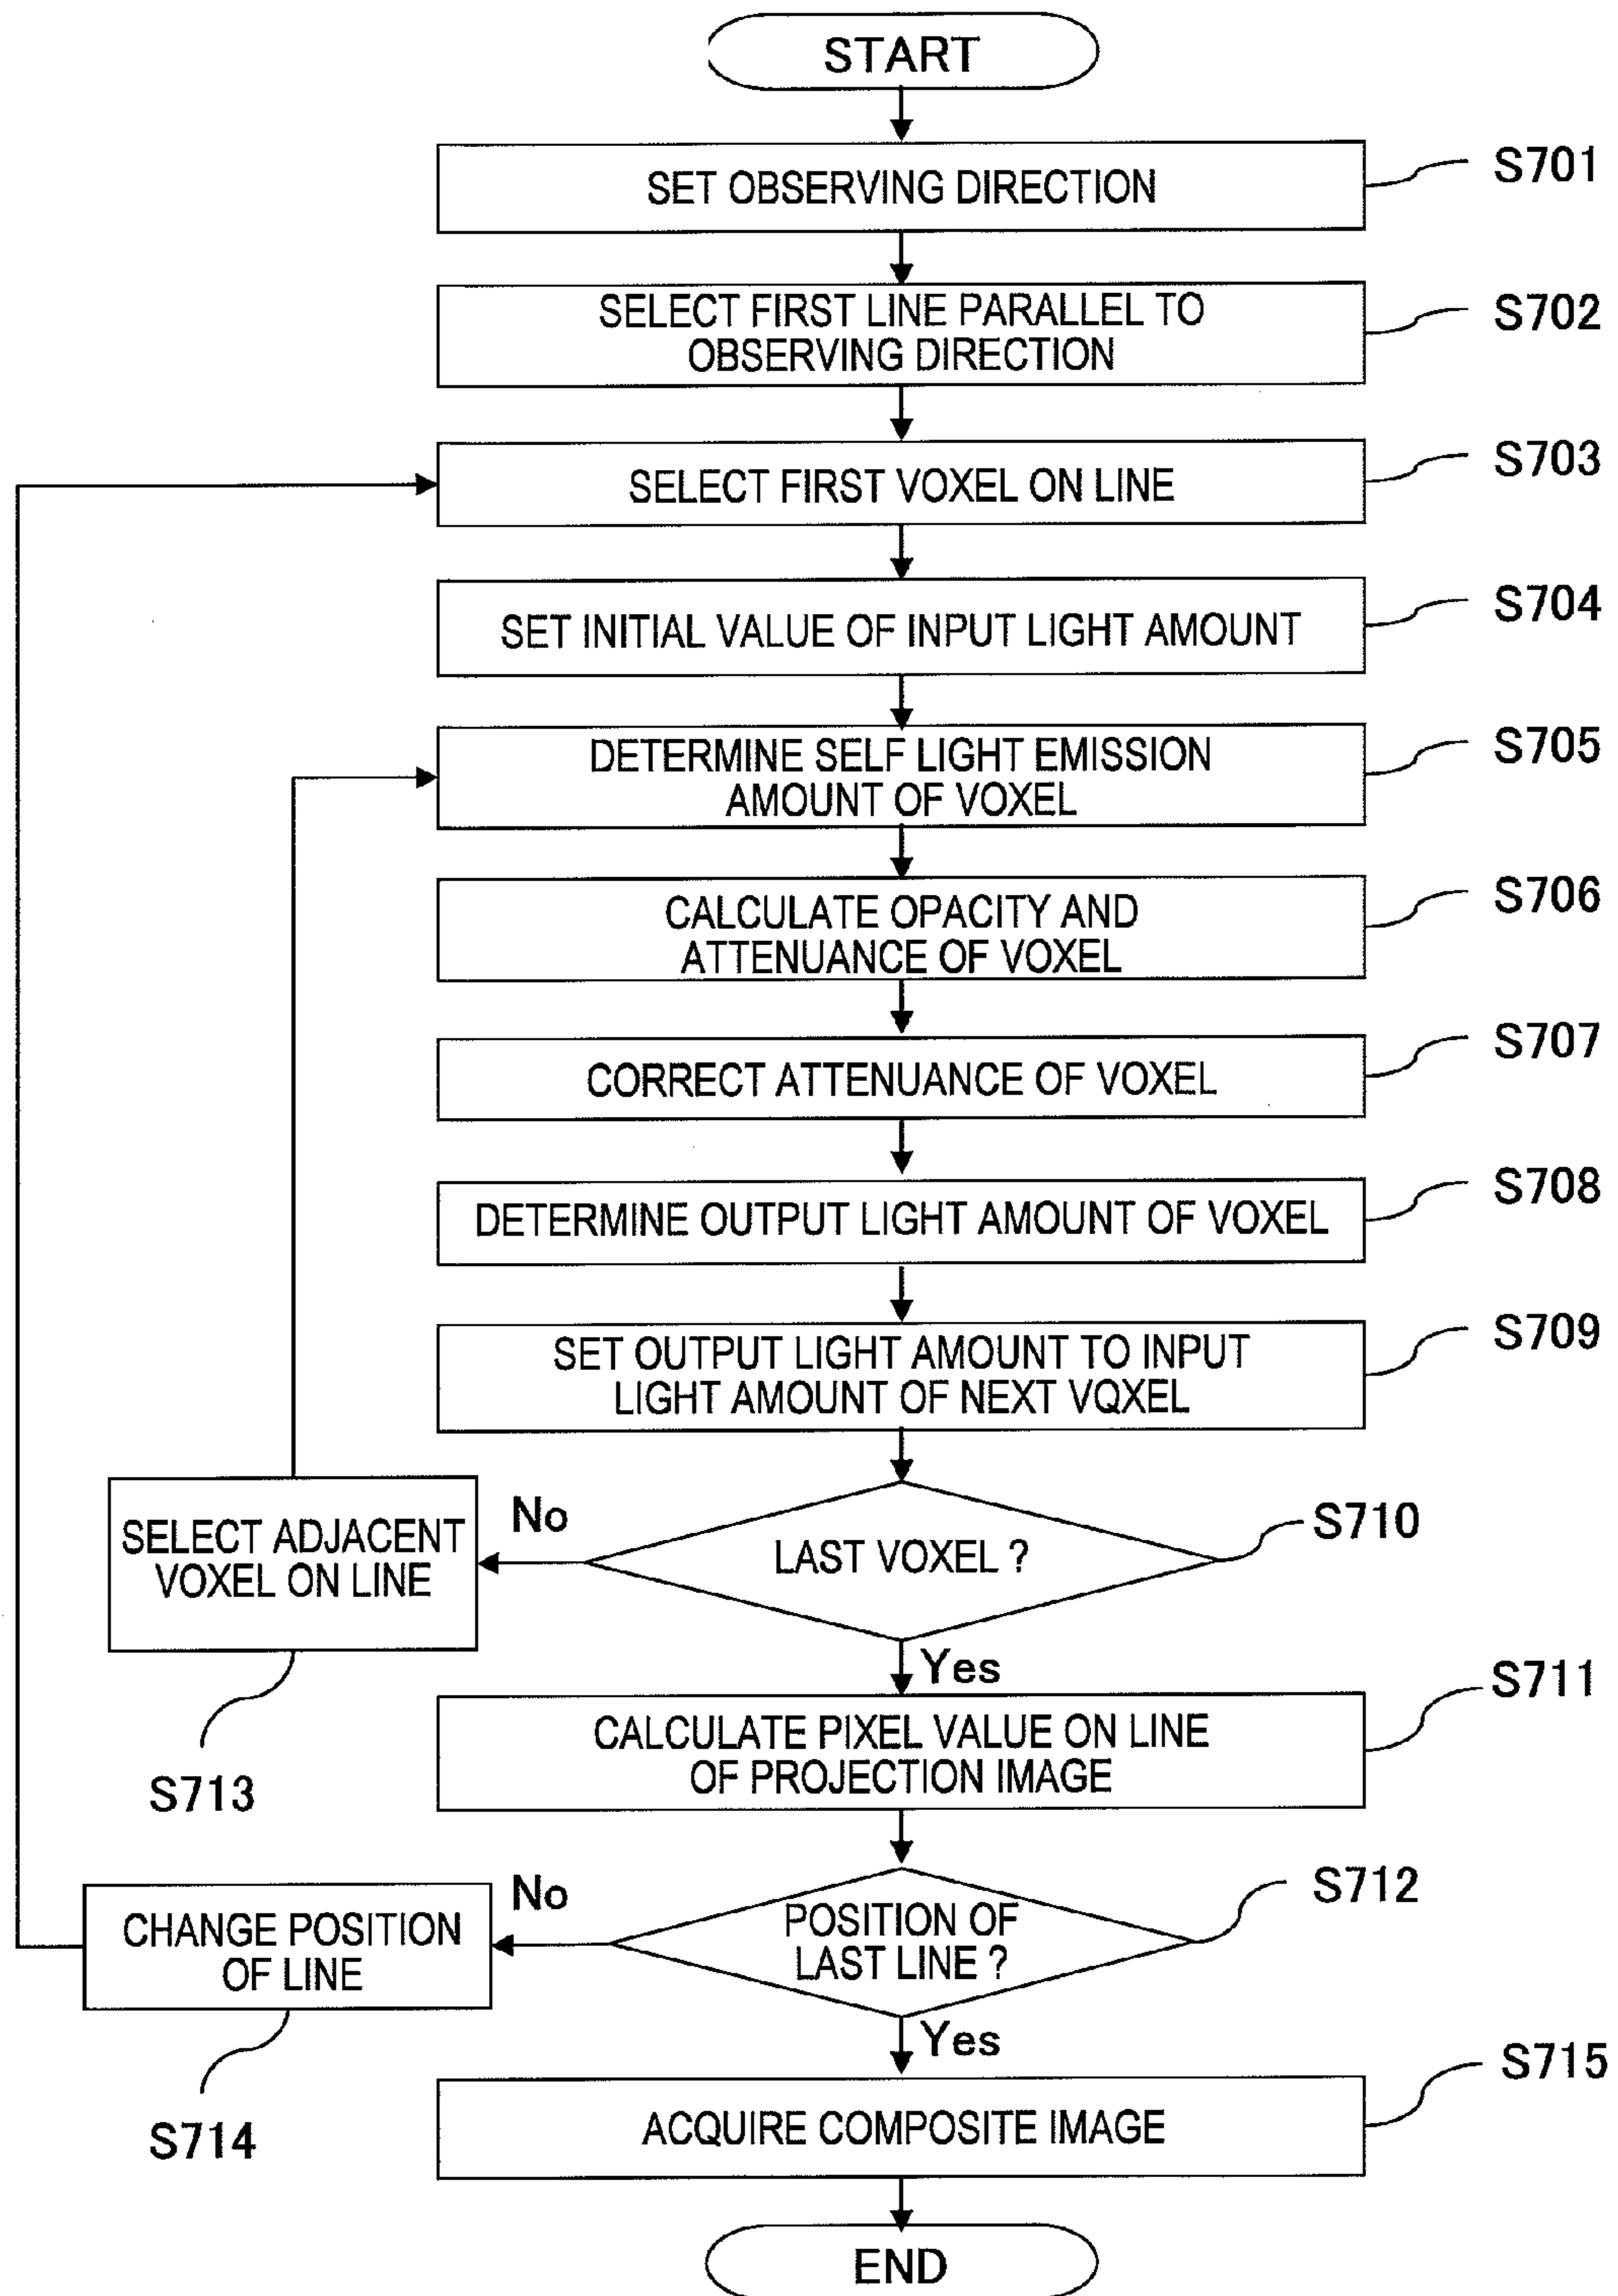 START
SET OBSERVING DIRECTION
S701
SELECT FIRST LINE PARALLEL TO
OBSERVING DIRECTION
S702
SELECT FIRST VOXEL ON LINE
S703
SET INITIAL VALUE OF INPUT LIGHT AMOUNT
S704
DETERMINE SELF LIGHT EMISSION
AMOUNT OF VOXEL
S705
CALCULATE OPACITY AND
ATTENUANCE OF VOXEL
S706
CORRECT ATTENUANCE OF VOXEL
S707
DETERMINE OUTPUT LIGHT AMOUNT OF VOXEL
S708
SET OUTPUT LIGHT AMOUNT TO INPUT
LIGHT AMOUNT OF NEXT VQXEL
S709
LAST VOXEL ?
S710
No
SELECT ADJACENT
VOXEL ON LINE
S713
Yes
CALCULATE PIXEL VALUE ON LINE
OF PROJECTION IMAGE
S711
POSITION OF
LAST LINE ?
S712
No
CHANGE POSITION
OF LINE
S714
Yes
ACQUIRE COMPOSITE IMAGE
S715
END